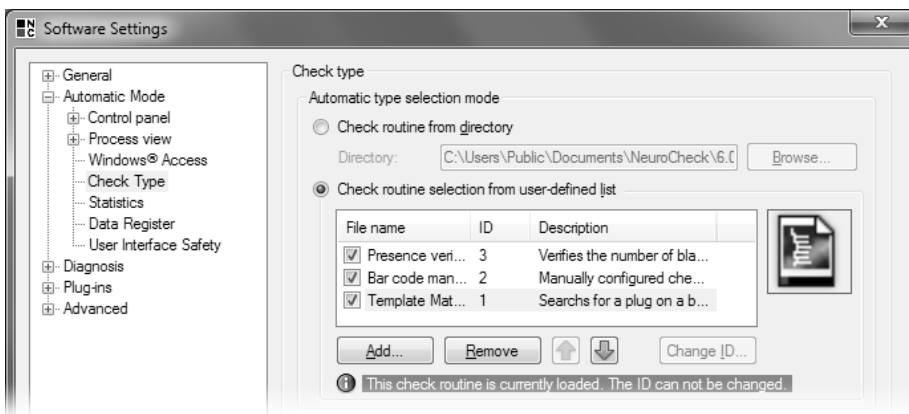 N
C
Software Settings
X
General
Automatic Mode
Control panel
Process view
Windows® Access
Check Type
Statistics
Data Register
User Interface Safety
Diagnosis
Plug-ins
Advanced
Check type
Automatic type selection mode
Check routine from directory
Directory: C:\Users\Public\Documents\NeuroCheck\6.0 Browse...
Check routine selection from user-defined list
File name ID Description
Presence veri... 3 Verifies the number of bla...
Bar code man... 2 Manually configured che...
Template Mat... 1 Searchs for a plug on a b...
Add... Remove Change ID...
This check routine is currently loaded. The ID can not be changed.